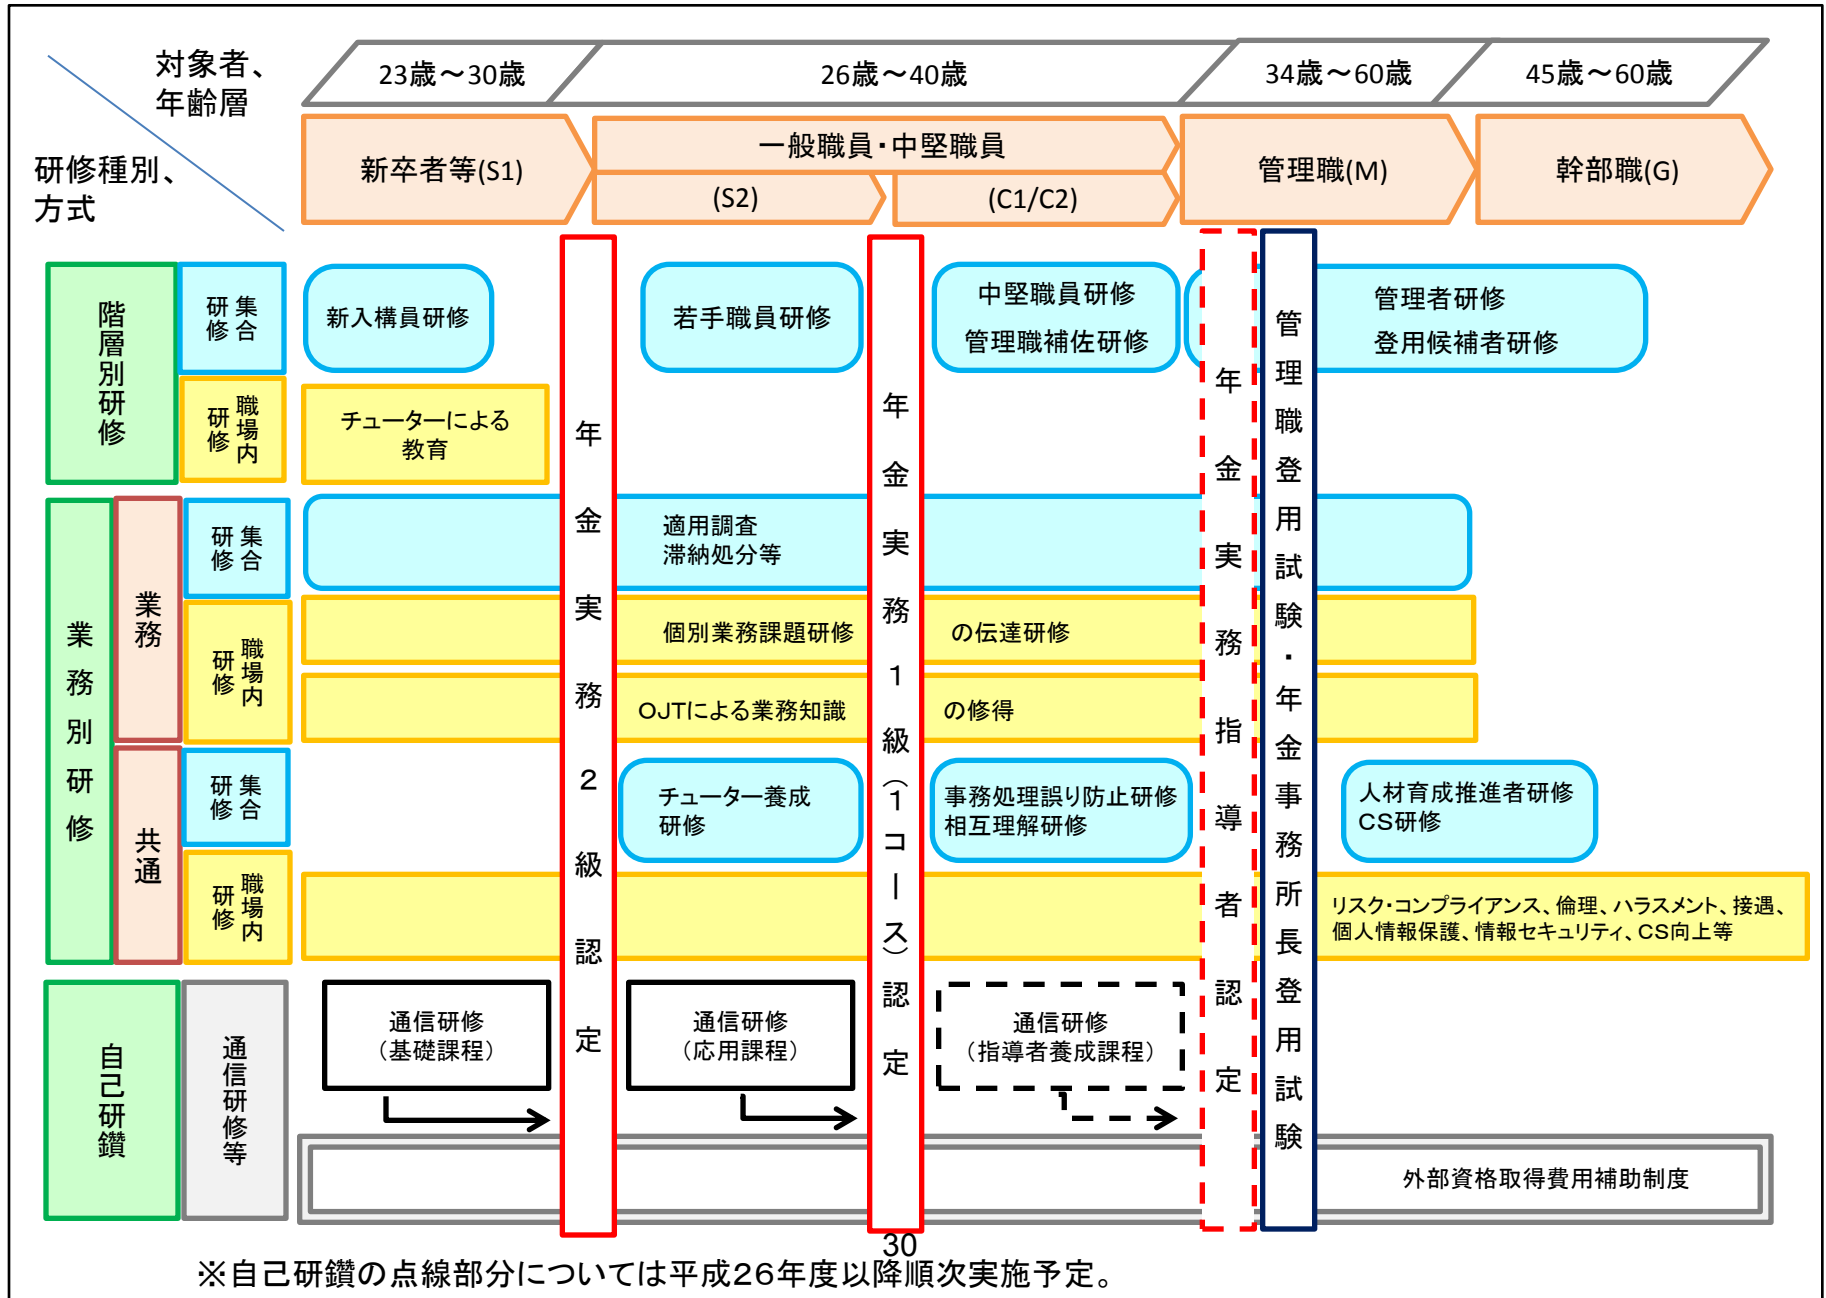 対象者、
年齢層
研修種別、
方式
23歳～30歳
26歳～40歳
34歳～60歳
45歳～60歳
新卒者等(S1)
一般職員・中堅職員
(S2)
(C1/C2)
管理職(M)
幹部職(G)
階層別研修
集合
研修
新入構員研修
若手職員研修
中堅職員研修
管理職補佐研修
管理者研修
登用候補者研修
職場内
研修
チューターによる
教育
業務別研修
業務
集合
研修
適用調査
滞納処分等
職場内
研修
個別業務課題研修
の伝達研修
OJTによる業務知識
の修得
共通
集合
研修
チューター養成
研修
事務処理誤り防止研修
相互理解研修
人材育成推進者研修
CS研修
職場内
研修
リスク・コンプライアンス、倫理、ハラスメント、接遇、
個人情報保護、情報セキュリティ、CS向上等
自己研鑽
通信研修等
通信研修
（基礎課程）
通信研修
（応用課程）
通信研修
（指導者養成課程）
外部資格取得費用補助制度
年金実務２級認定
年金実務１級（１コース）認定
年金実務指導者認定
管理職登用試験・年金事務所長登用試験
30
※自己研鑽の点線部分については平成２６年度以降順次実施予定。